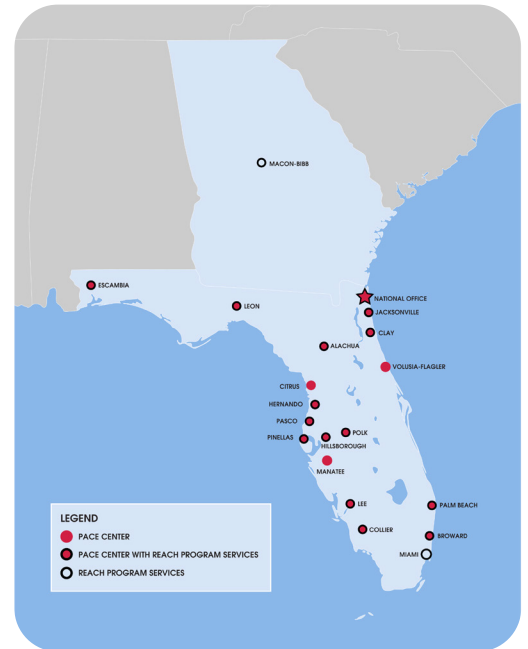 MACON-BIBB
ESCAMBIA
LEON
NATIONAL OFFICE
JACKSONVILLE
CLAY
ALACHUA
VOLUSIA-FLAGLER
CITRUS
HERNANDO
PASCO
POLK
PINELLAS
HILLSBOROUGH
MANATEE
LEE
PALM BEACH
COLLIER
BROWARD
MIAMI
LEGEND
PACE CENTER
PACE CENTER WITH REACH PROGRAM SERVICES
REACH PROGRAM SERVICES